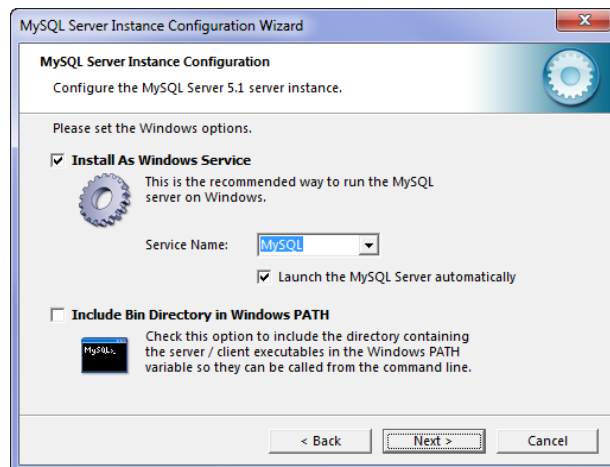 MySQL Server Instance Configuration Wizard
MySQL Server Instance Configuration
Configure the MySQL Server 5.1 server instance.
Please set the Windows options.
Install As Windows Service
This is the recommended way to run the MySQL
server on Windows.
Service Name: MySQL
Launch the MySQL Server automatically
Include Bin Directory in Windows PATH
MySQL>_
Check this option to include the directory containing
the server / client executables in the Windows PATH
variable so they can be called from the command line.
< Back Next > Cancel